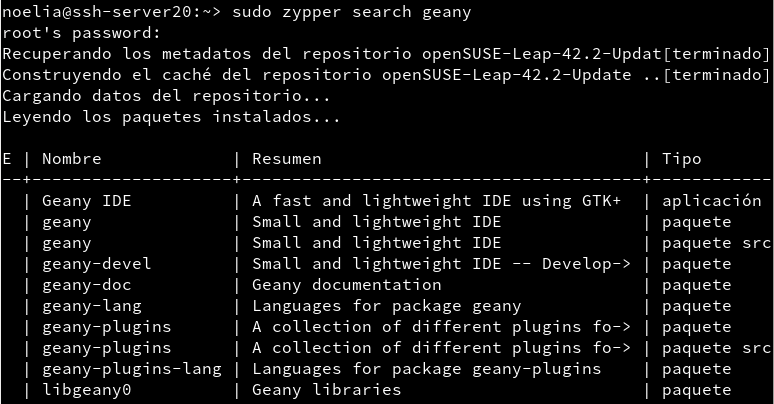 noelia@ssh-server20:~> sudo zypper search geany
root's password:
Recuperando los metadatos del repositorio openSUSE-Leap-42.2-Updat[terminado]
Construyendo el caché del repositorio openSUSE-Leap-42.2-Update ..[terminado]
Cargando datos del repositorio...
Leyendo los paquetes instalados...

E | Nombre             | Resumen                                | Tipo
--+--------------------+----------------------------------------+------------
  | Geany IDE          | A fast and lightweight IDE using GTK+  | aplicación
  | geany              | Small and lightweight IDE              | paquete
  | geany              | Small and lightweight IDE              | paquete src
  | geany-devel        | Small and lightweight IDE -- Develop-> | paquete
  | geany-doc          | Geany documentation                    | paquete
  | geany-lang         | Languages for package geany            | paquete
  | geany-plugins      | A collection of different plugins fo-> | paquete
  | geany-plugins      | A collection of different plugins fo-> | paquete src
  | geany-plugins-lang | Languages for package geany-plugins    | paquete
  | libgeany0          | Geany libraries                        | paquete